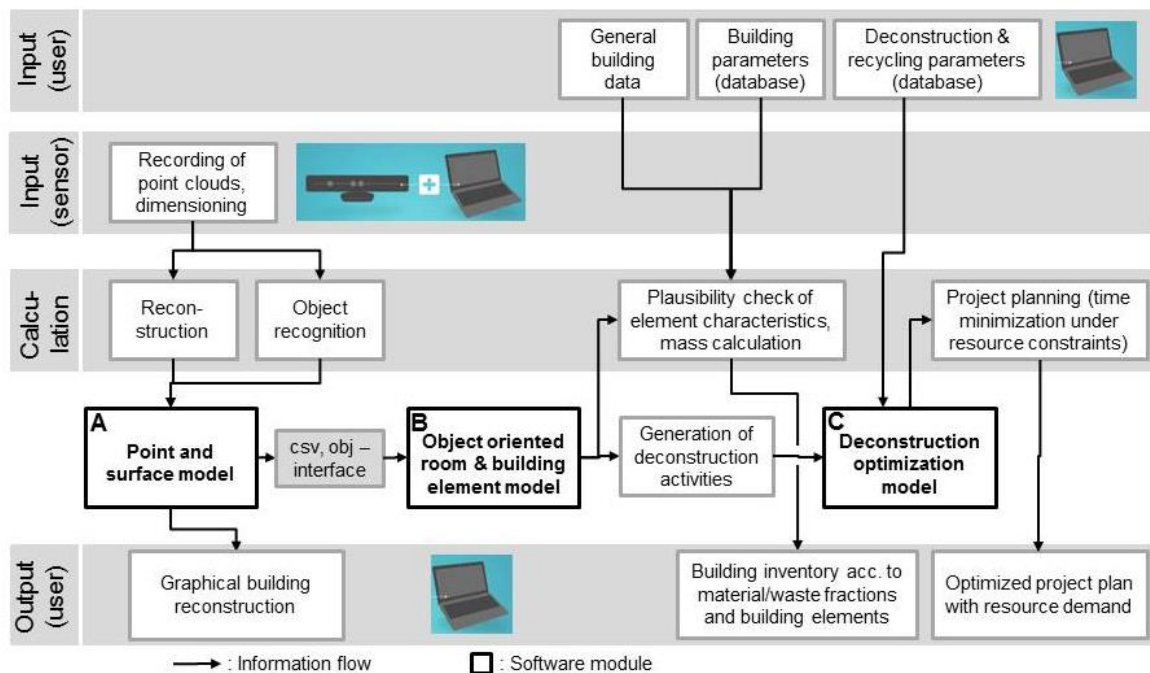 Input
(user)
General
building
data
Building
parameters
(database)
Deconstruction &
recycling parameters
(database)
Input
(sensor)
Recording of
point clouds,
dimensioning
Calcu-
lation
Recon-
struction
Object
recognition
Plausibility check of
element characteristics,
mass calculation
Project planning (time
minimization under
resource constraints)
A
Point and
surface model
csv, obj –
interface
B
Object oriented
room & building
element model
Generation of
deconstruction
activities
C
Deconstruction
optimization
model
Output
(user)
Graphical building
reconstruction
Building inventory acc. to
material/waste fractions
and building elements
Optimized project plan
with resource demand
: Information flow
: Software module